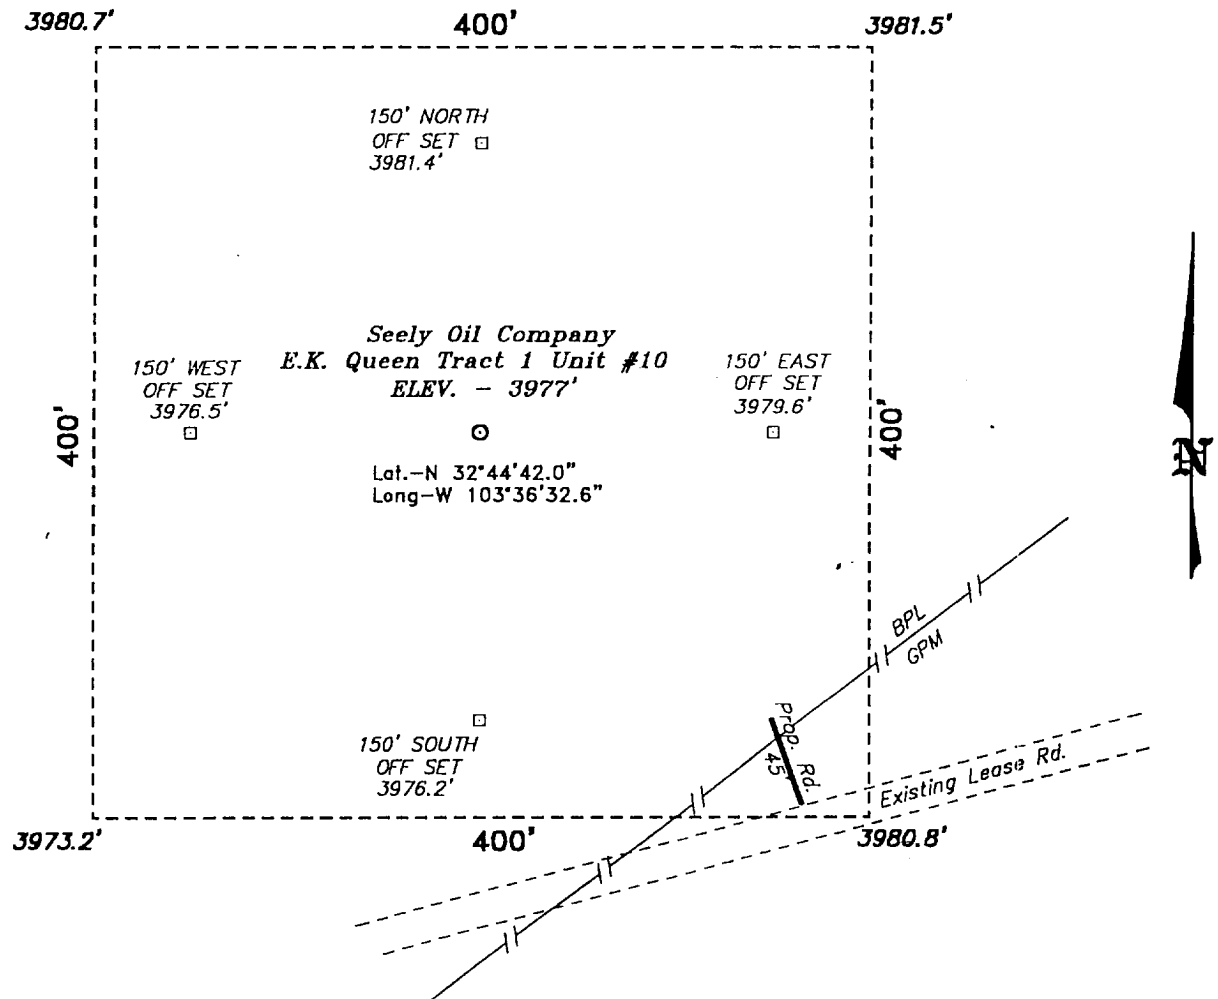 3980.7'
400'
3981.5'
150' NORTH
OFF SET
3981.4'
Seely Oil Company
E.K. Queen Tract 1 Unit #10
ELEV. - 3977'
150' WEST
OFF SET
3976.5'
150' EAST
OFF SET
3979.6'
400'
400'
Lat.-N 32°44'42.0"
Long-W 103°36'32.6"
N
BPL
GPM
Prop. Rd.
45'
Existing Lease Rd.
150' SOUTH
OFF SET
3976.2'
3973.2'
400'
3980.8'